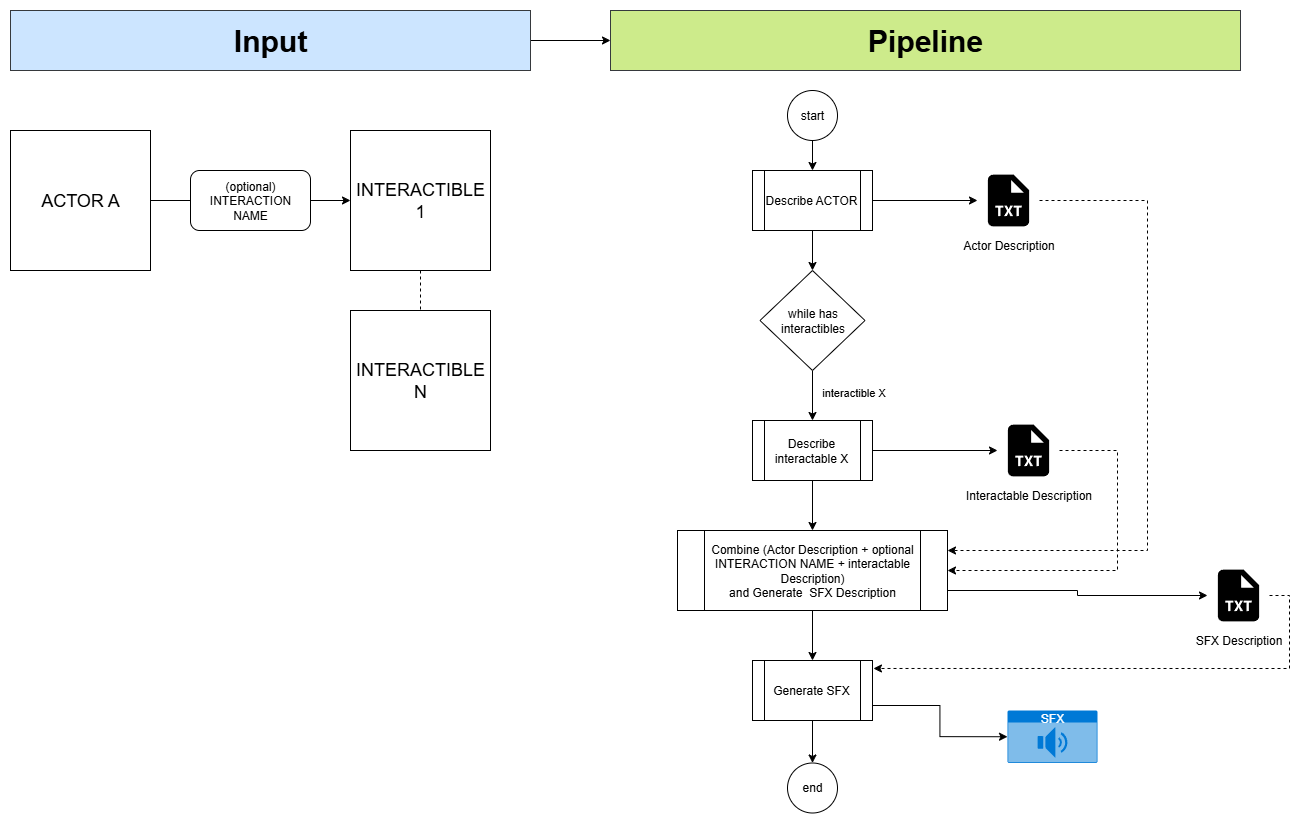 Input
Pipeline
ACTOR A
(optional)
INTERACTION
NAME
INTERACTIBLE
1
INTERACTIBLE
N
start
Describe ACTOR
TXT
Actor Description
while has
interactibles
interactible X
Describe
interactable X
TXT
Interactable Description
Combine (Actor Description + optional
INTERACTION NAME + interactable
Description)
and Generate  SFX Description
TXT
SFX Description
Generate SFX
SFX
end